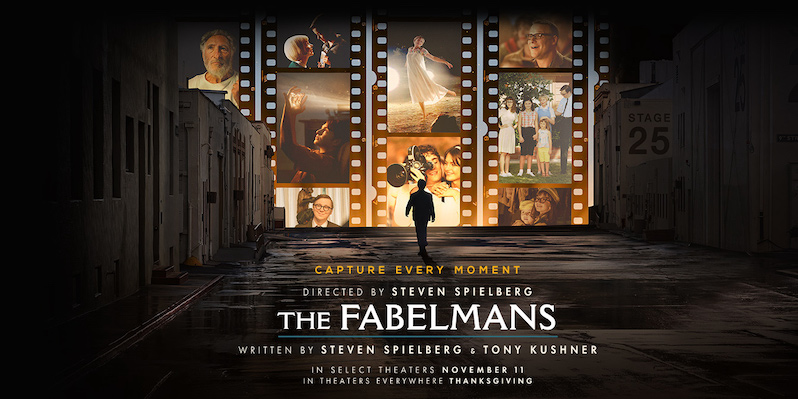 STAGE
25
CAPTURE EVERY MOMENT
DIRECTED BY STEVEN SPIELBERG
THE FABELMANS
WRITTEN BY STEVEN SPIELBERG & TONY KUSHNER
IN SELECT THEATERS NOVEMBER 11
IN THEATERS EVERYWHERE THANKSGIVING